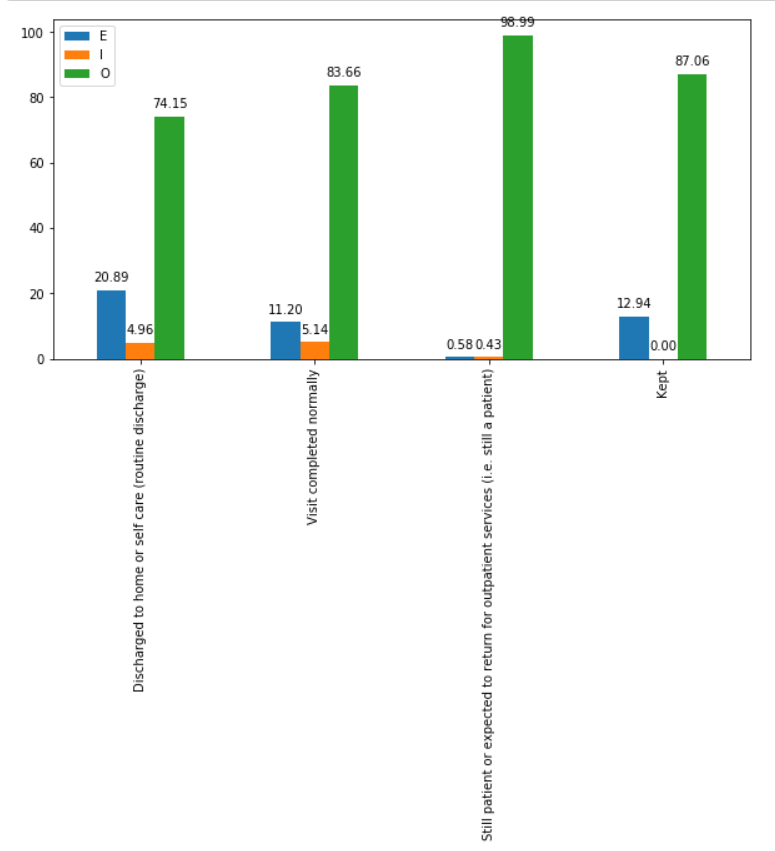 100
80
60
40
20
0
E
I
O
20.89
4.96
74.15
11.20
5.14
83.66
0.58
0.43
98.99
12.94
0.00
87.06
Discharged to home or self care (routine discharge)
Visit completed normally
Still patient or expected to return for outpatient services (i.e. still a patient)
Kept